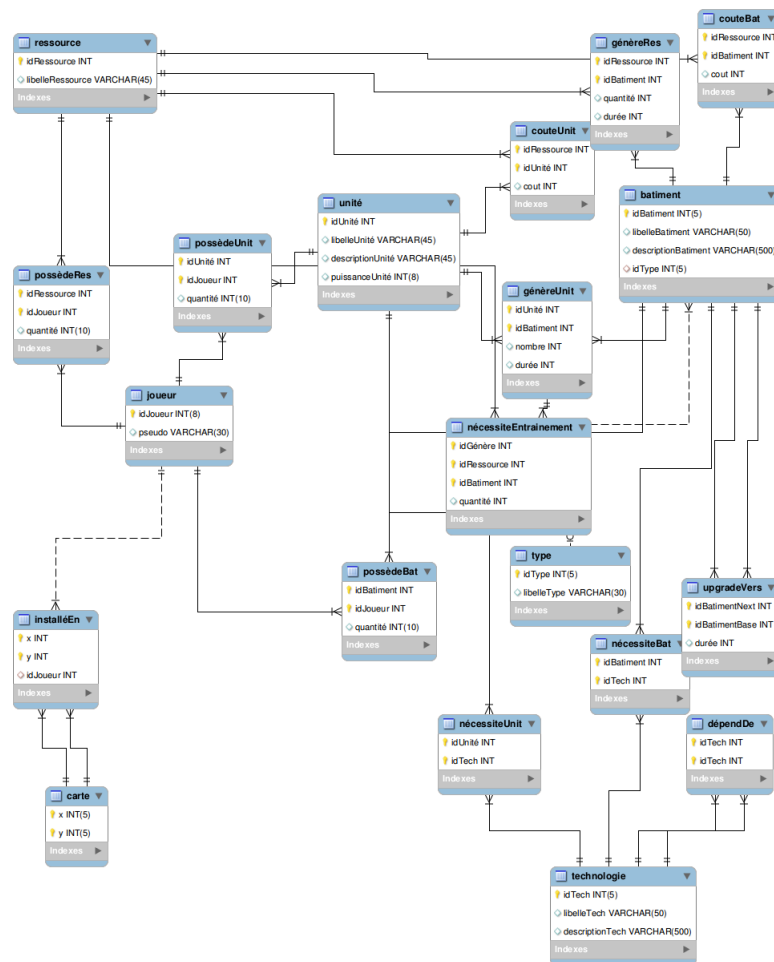 couteBat
idRessource INT
idBatiment INT
cout INT
Indexes
ressource
idRessource INT
libelleRessource VARCHAR(45)
Indexes
génèreRes
idRessource INT
idBatiment INT
quantité INT
durée INT
Indexes
couteUnit
idRessource INT
idUnité INT
cout INT
Indexes
batiment
idBatiment INT(5)
libelleBatiment VARCHAR(50)
descriptionBatiment VARCHAR(500)
idType INT(5)
Indexes
unité
idUnité INT
libelleUnité VARCHAR(45)
descriptionUnité VARCHAR(45)
puissanceUnité INT(8)
Indexes
possèdeUnit
idUnité INT
idJoueur INT
quantité INT(10)
Indexes
possèdeRes
idRessource INT
idJoueur INT
quantité INT(10)
Indexes
génèreUnit
idUnité INT
idBatiment INT
nombre INT
durée INT
Indexes
joueur
idJoueur INT(8)
pseudo VARCHAR(30)
Indexes
nécessiteEntrainement
idGénère INT
idRessource INT
idBatiment INT
quantité INT
Indexes
type
idType INT(5)
libelleType VARCHAR(30)
Indexes
possèdeBat
idBatiment INT
idJoueur INT
quantité INT(10)
Indexes
upgradeVers
idBatimentNext INT
idBatimentBase INT
durée INT
Indexes
installéEn
x INT
y INT
idJoueur INT
Indexes
nécessiteBat
idBatiment INT
idTech INT
Indexes
nécessiteUnit
idUnité INT
idTech INT
Indexes
dépendDe
idTech INT
idTech INT
Indexes
carte
x INT(5)
y INT(5)
Indexes
technologie
idTech INT(5)
libelleTech VARCHAR(50)
descriptionTech VARCHAR(500)
Indexes